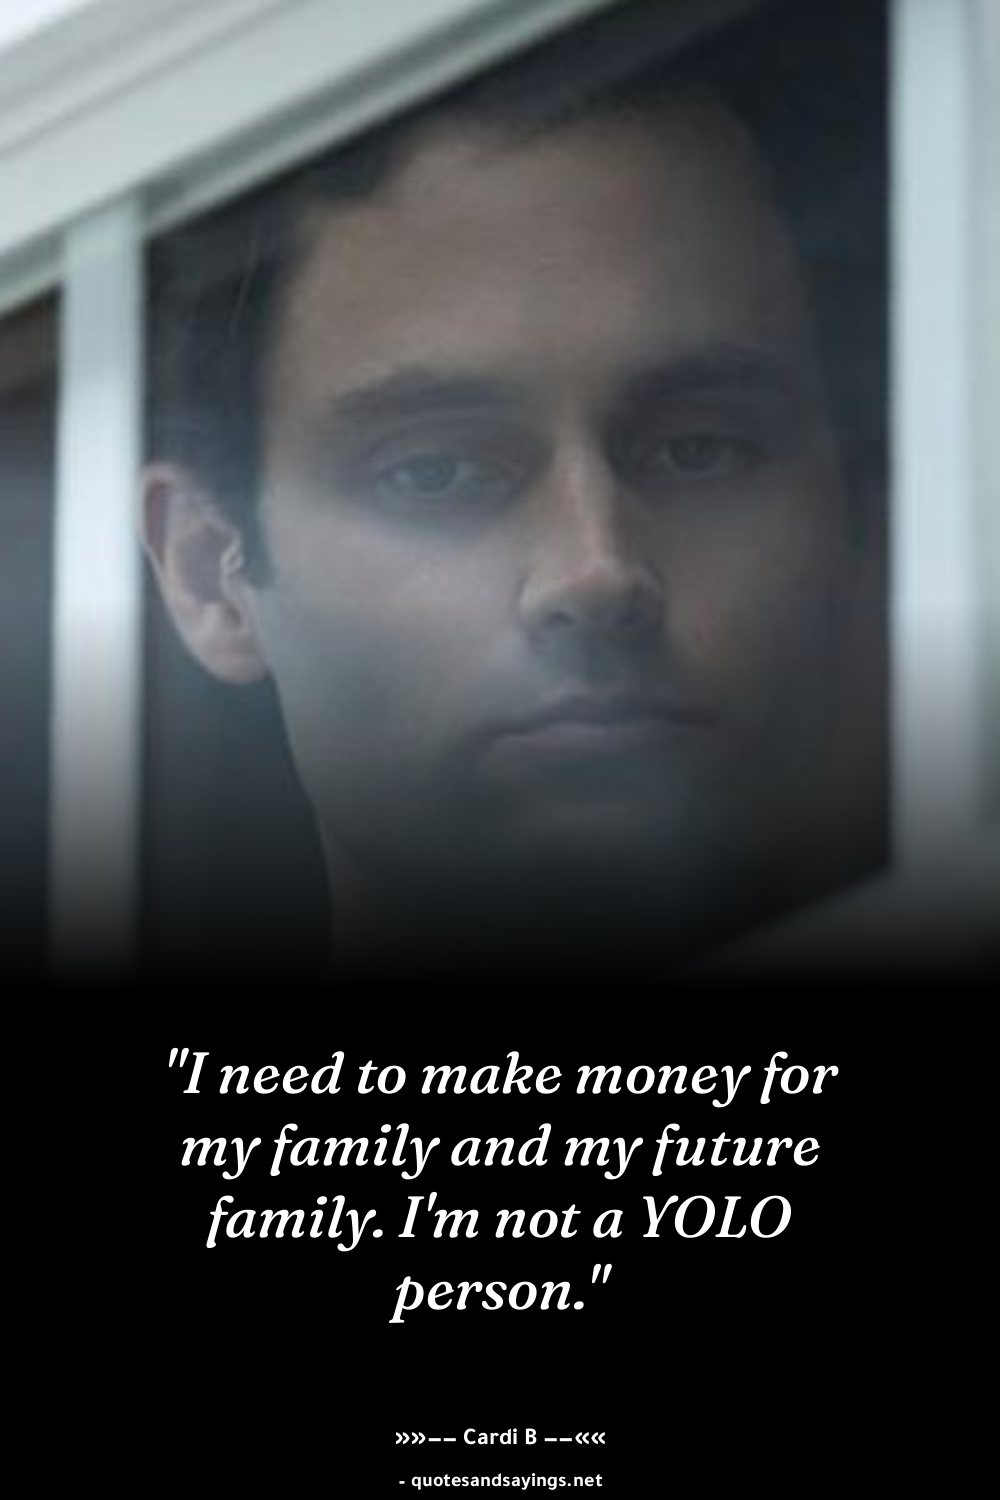 "I need to make money for
my family and my future
family. I'm not a YOLO
person."
»»−− Cardi B −−««
- quotesandsayings.net